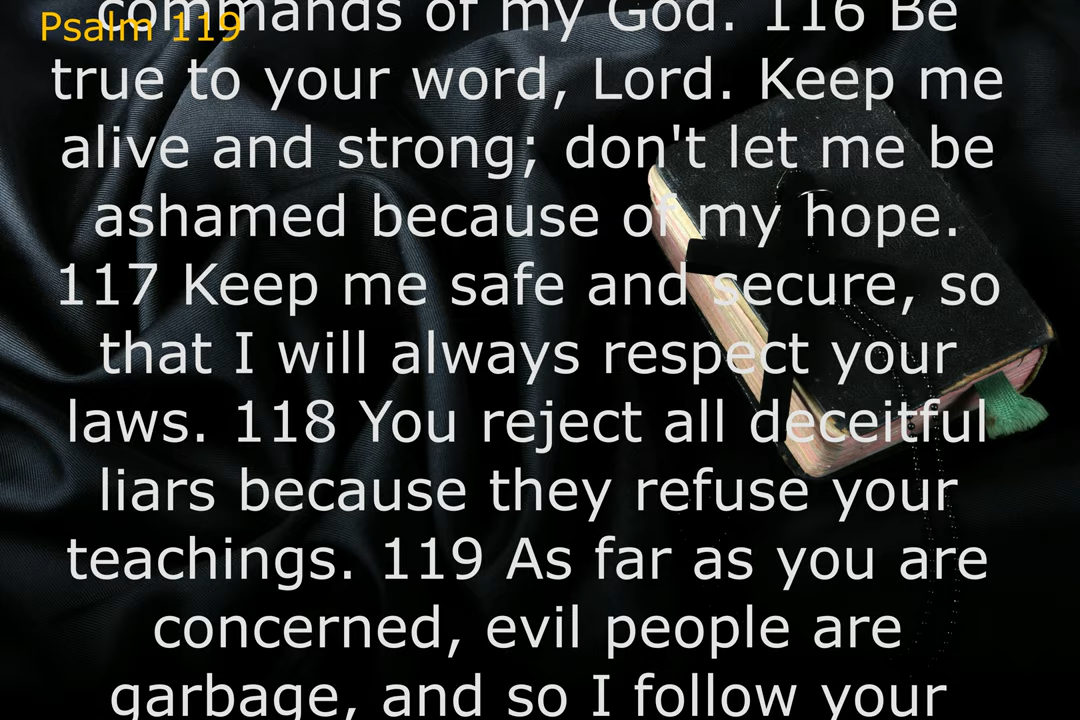 Psalm 119
commands of my God. 116 Be
true to your word, Lord. Keep me
alive and strong; don't let me be
ashamed because of my hope.
117 Keep me safe and secure, so
that I will always respect your
laws. 118 You reject all deceitful
liars because they refuse your
teachings. 119 As far as you are
concerned, evil people are
garbage, and so I follow your